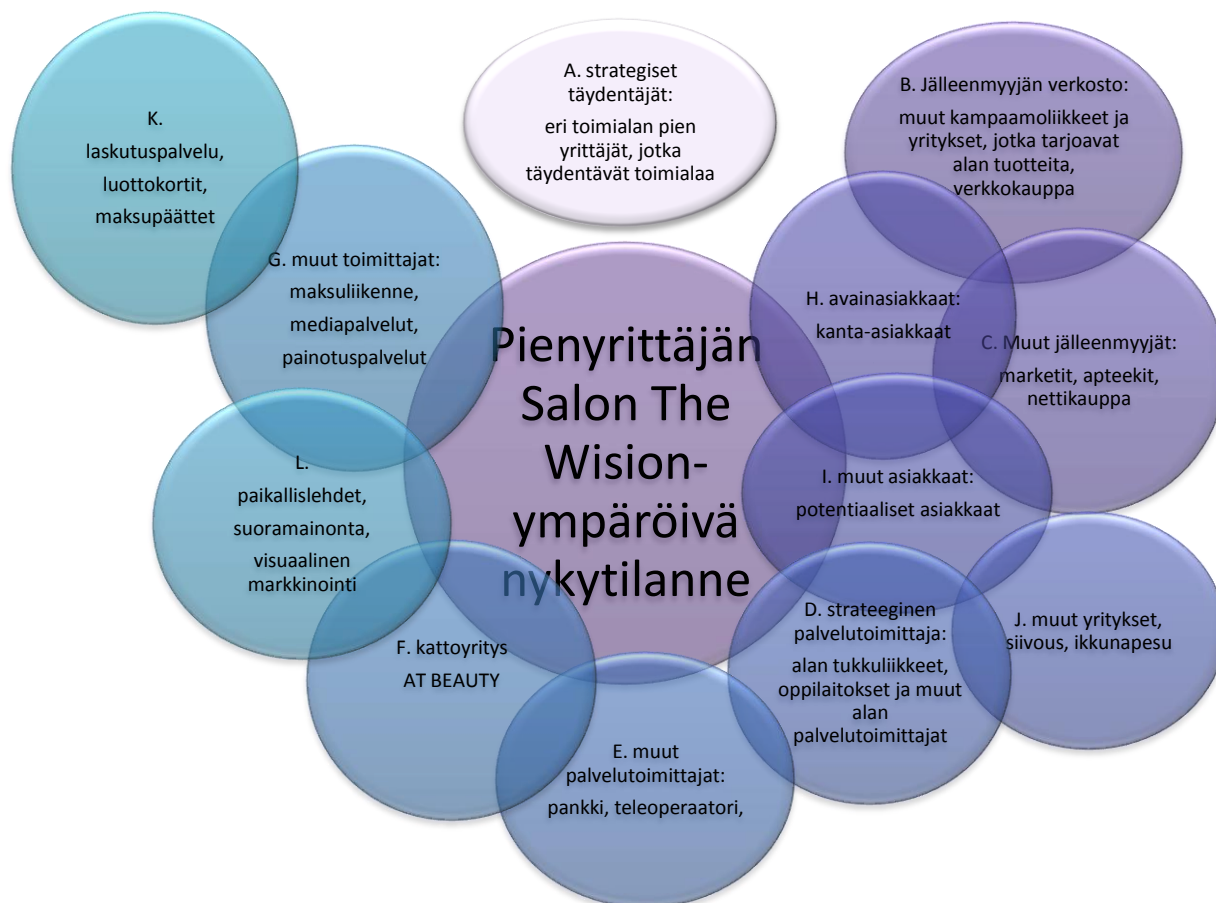 A. strategiset
täydentäjät:
eri toimialan pien
yrittäjät, jotka
täydentävät toimialaa
B. Jälleenmyyjän verkosto:
muut kampaamoliikkeet ja
yritykset, jotka tarjoavat
alan tuotteita,
verkkokauppa
K.
laskutuspalvelu,
luottokortit,
maksupäättet
G. muut toimittajat:
maksuliikenne,
mediapalvelut,
painotuspalvelut
H. avainasiakkaat:
kanta-asiakkaat
C. Muut jälleenmyyjät:
marketit, apteekit,
nettikauppa
Pienyrittäjän
Salon The
Wision-
ympäröivä
nykytilanne
L.
paikallislehdet,
suoramainonta,
visuaalinen
markkinointi
I. muut asiakkaat:
potentiaaliset asiakkaat
F. kattoyritys
AT BEAUTY
D. strateeginen
palvelutoimittaja:
alan tukkuliikkeet,
oppilaitokset ja muut
alan
palvelutoimittajat
J. muut yritykset,
siivous, ikkunapesu
E. muut
palvelutoimittajat:
pankki, teleoperaatori,